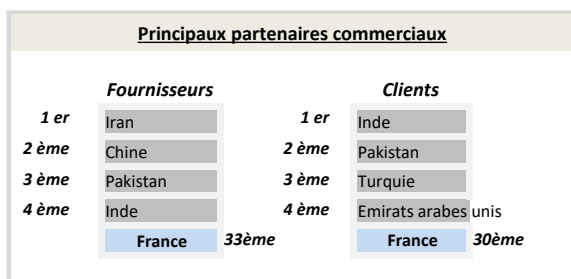 Principaux partenaires commerciaux
Fournisseurs Clients
1 er Iran 1 er Inde
2 ème Chine 2 ème Pakistan
3 ème Pakistan 3 ème Turquie
4 ème Inde 4 ème Emirats arabes unis
France 33ème France 30ème